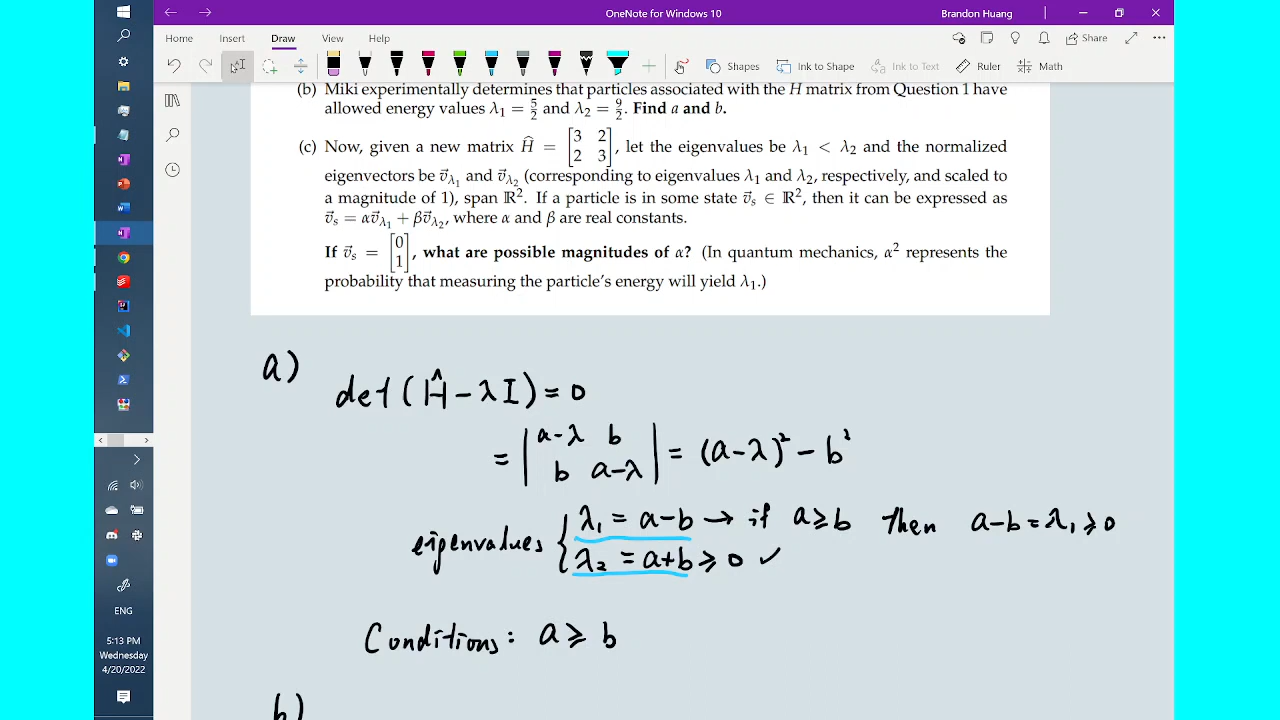 OneNote for Windows 10
Brandon Huang
Home Insert Draw View Help
Share
Shapes Ink to Shape Ink to Text Ruler Math
(b) Miki experimentally determines that particles associated with the H matrix from Question 1 have
allowed energy values λ₁ = 5/2 and λ₂ = 9/2. Find a and b.
(c) Now, given a new matrix Ĥ = [3 2; 2 3], let the eigenvalues be λ₁ < λ₂ and the normalized
eigenvectors be v⃗_λ₁ and v⃗_λ₂ (corresponding to eigenvalues λ₁ and λ₂, respectively, and scaled to
a magnitude of 1), span ℝ². If a particle is in some state v⃗ₛ ∈ ℝ², then it can be expressed as
v⃗ₛ = αv⃗_λ₁ + βv⃗_λ₂, where α and β are real constants.
If v⃗ₛ = [0; 1], what are possible magnitudes of α? (In quantum mechanics, α² represents the
probability that measuring the particle's energy will yield λ₁.)
a)
det(Ĥ - λI) = 0
= |a-λ b; b a-λ| = (a-λ)² - b²
eigenvalues { λ₁ = a-b → if a ≥ b then a-b = λ₁ ≥ 0
λ₂ = a+b ≥ 0 ✓
Conditions: a ≥ b
b)
ENG
5:13 PM
Wednesday
4/20/2022